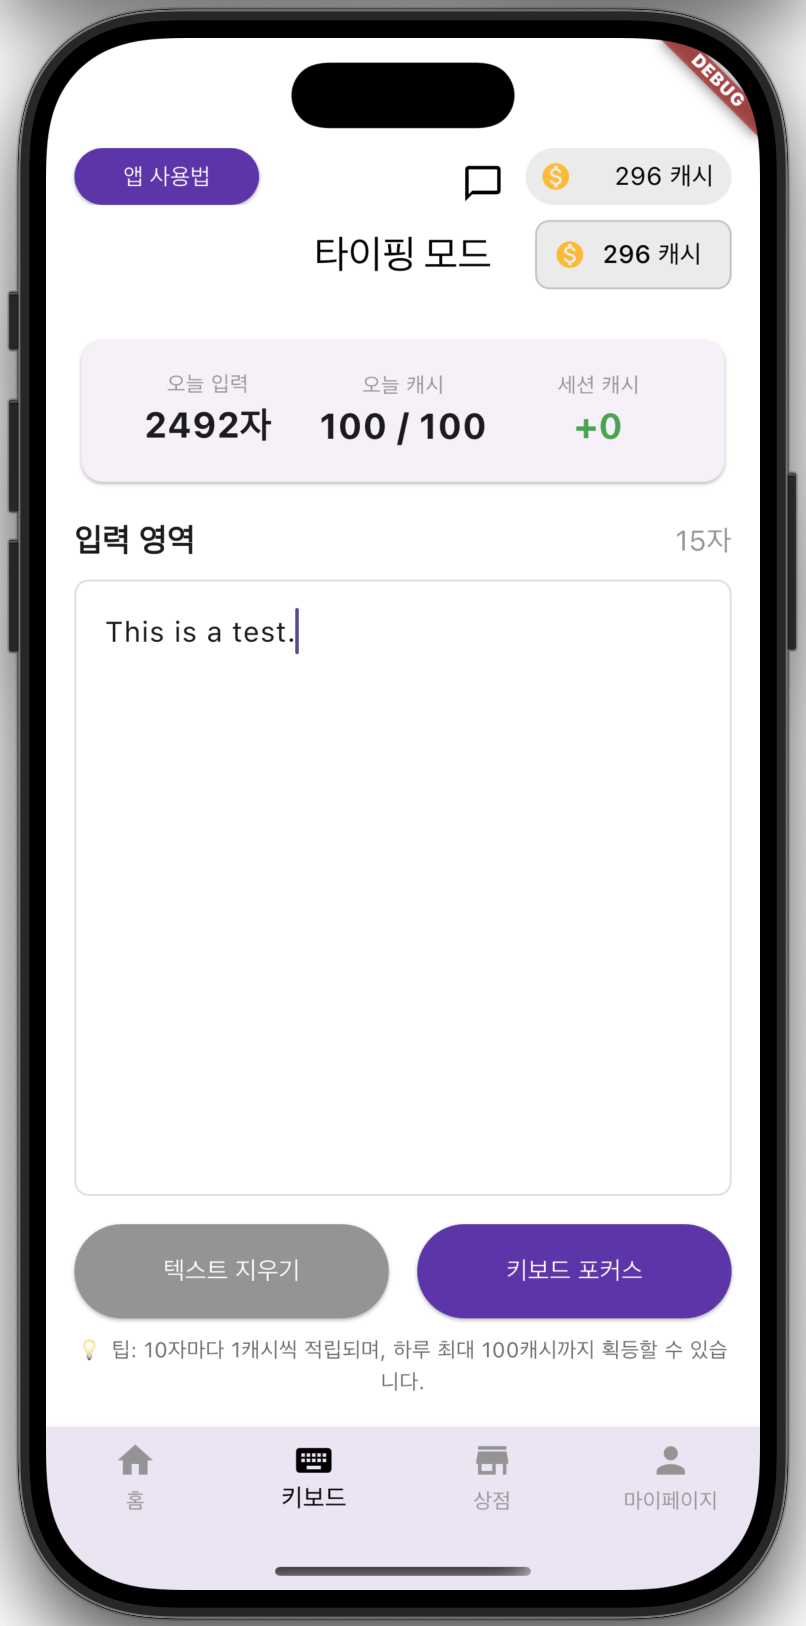 DEBUG
앱 사용법
296 캐시
타이핑 모드
296 캐시
오늘 입력
오늘 캐시
세션 캐시
2492자
100 / 100
+0
입력 영역
15자
This is a test.
텍스트 지우기
키보드 포커스
팁: 10자마다 1캐시씩 적립되며, 하루 최대 100캐시까지 획등할 수 있습
니다.
홈
키보드
상점
마이페이지